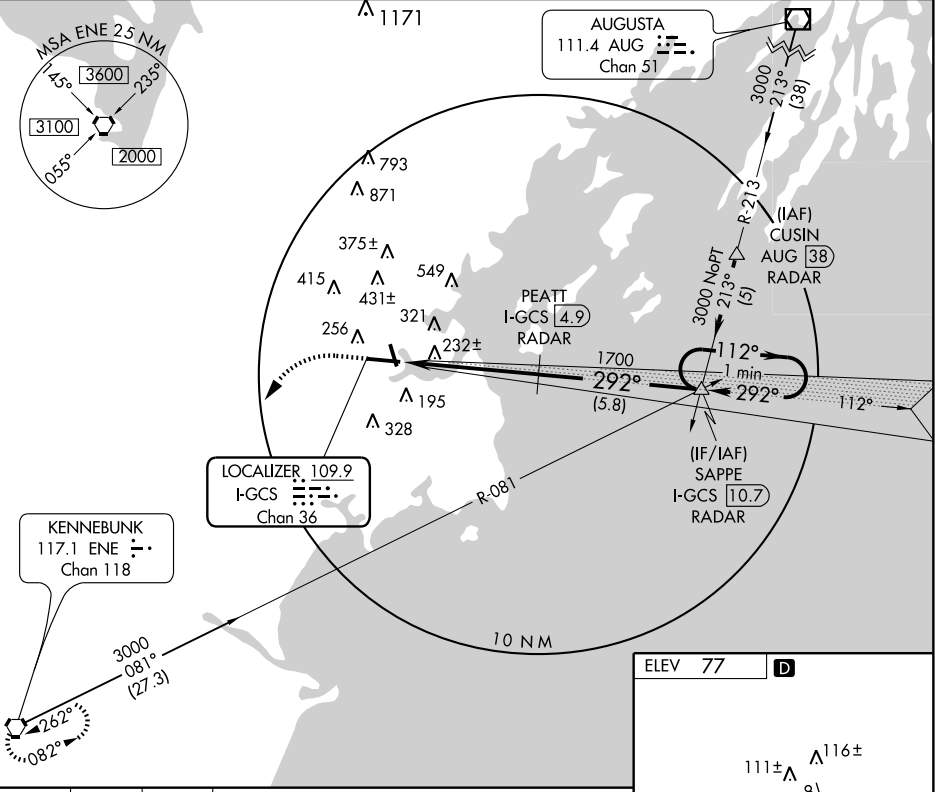 1171
MSA ENE 25 NM
145°
3600
235°
3100
2000
055°
AUGUSTA
111.4 AUG
Chan 51
3000
213°
(38)
R-213
(IAF)
CUSIN
AUG 38
RADAR
3000 NoPT
213°
(5)
793
871
375±
415
431±
549
321
256
232±
195
328
PEATT
I-GCS 4.9
RADAR
1700
292°
(5.8)
112°
1 min
292°
112°
(IF/IAF)
SAPPE
I-GCS 10.7
RADAR
LOCALIZER 109.9
I-GCS
Chan 36
R-081
KENNEBUNK
117.1 ENE
Chan 118
3000
081°
(27.3)
262°
082°
10 NM
ELEV 77 D
116±
111±